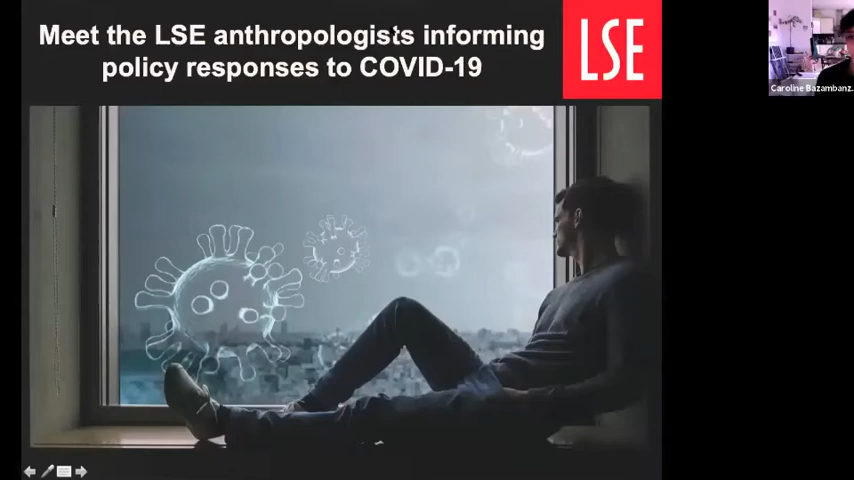 Meet the LSE anthropologists informing
policy responses to COVID-19
LSE
Caroline Bazambanz.